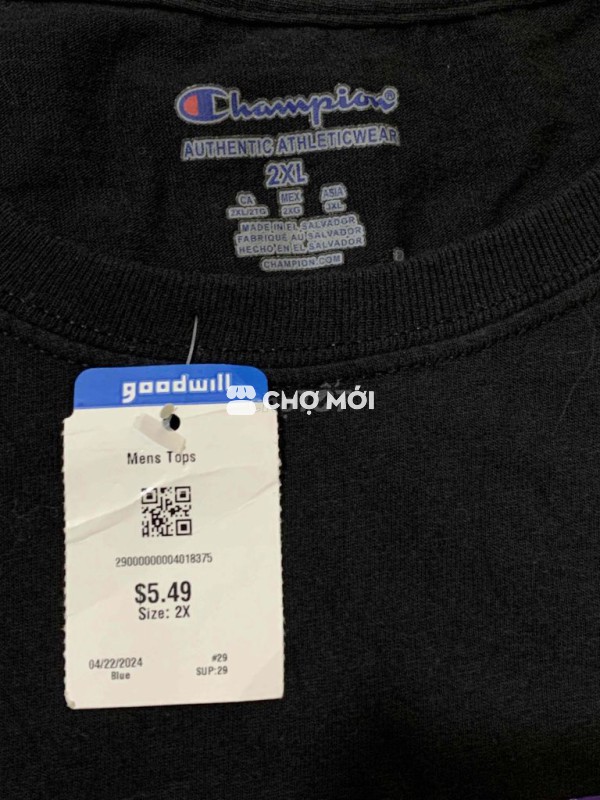 Champion
AUTHENTIC ATHLETICWEAR
2XL
CA MEX ASIA
2XL/2TG 2XG 3XL
MADE IN EL SALVADOR
FABRIQUÉ AU SALVADOR
HECHO EN EL SALVADOR
CHAMPION.COM
goodwill
CHỢ MỚI
Mens Tops
29000000004018375
$5.49
Size: 2X
04/22/2024 #29
Blue SUP:29